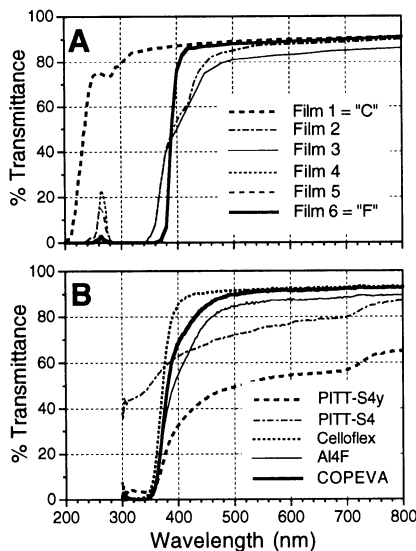 A
100
80
60
40
20
0
% Transmittance
Film 1 = "C"
Film 2
Film 3
Film 4
Film 5
Film 6 = "F"
B
100
80
60
40
20
0
% Transmittance
PITT-S4y
PITT-S4
Celloflex
AI4F
COPEVA
200 300 400 500 600 700 800
Wavelength (nm)